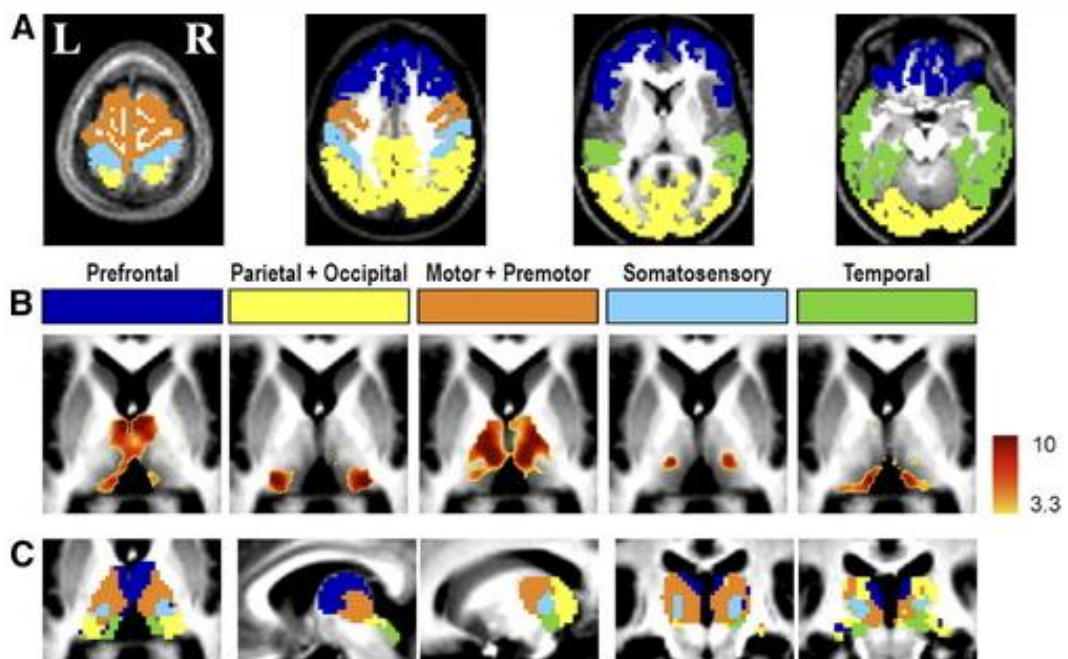 A
L R
Prefrontal Parietal + Occipital Motor + Premotor Somatosensory Temporal
B
10
3.3
C